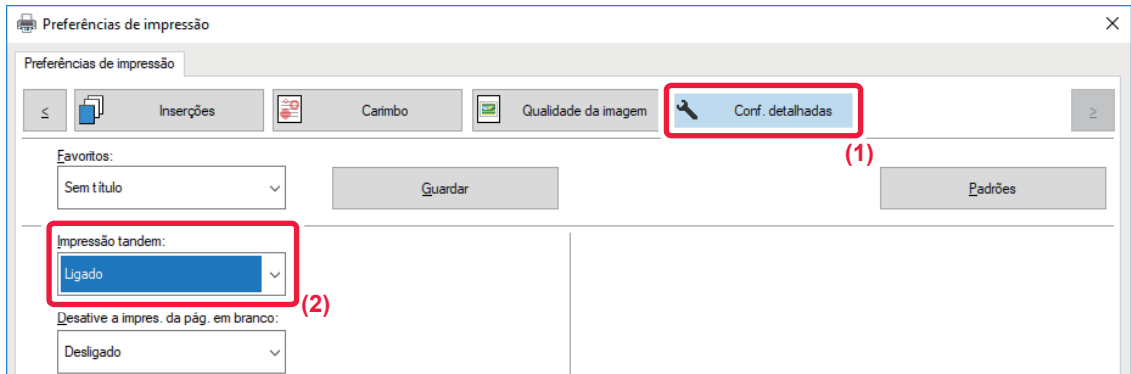 Preferências de impressão
Preferências de impressão
<
Inserções
Carimbo
Qualidade da imagem
Conf. detalhadas
>
(1)
Favoritos:
Sem título
Guardar
Padrões
Impressão tandem:
Ligado
(2)
Desative a impres. da pág. em branco:
Desligado